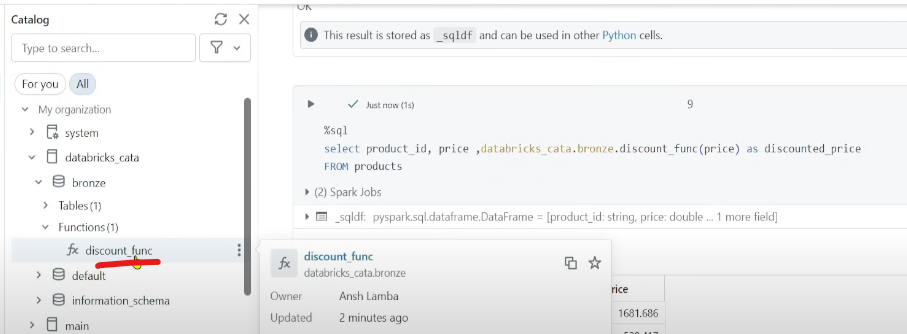 Catalog
Type to search...
For you
All
My organization
system
databricks_cata
bronze
Tables (1)
Functions (1)
fx discount_func
default
information_schema
main
OK
This result is stored as _sqldf and can be used in other Python cells.
Just now (1s)
9
%sql
select product_id, price ,databricks_cata.bronze.discount_func(price) as discounted_price
FROM products
(2) Spark Jobs
_sqldf: pyspark.sql.dataframe.DataFrame = [product_id: string, price: double ... 1 more field]
fx
discount_func
databricks_cata.bronze
Owner Ansh Lamba
Updated 2 minutes ago
rice
1681.686